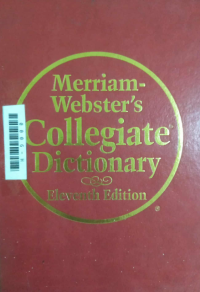 Merriam-
Webster's
Collegiate®
Dictionary
Eleventh Edition
®